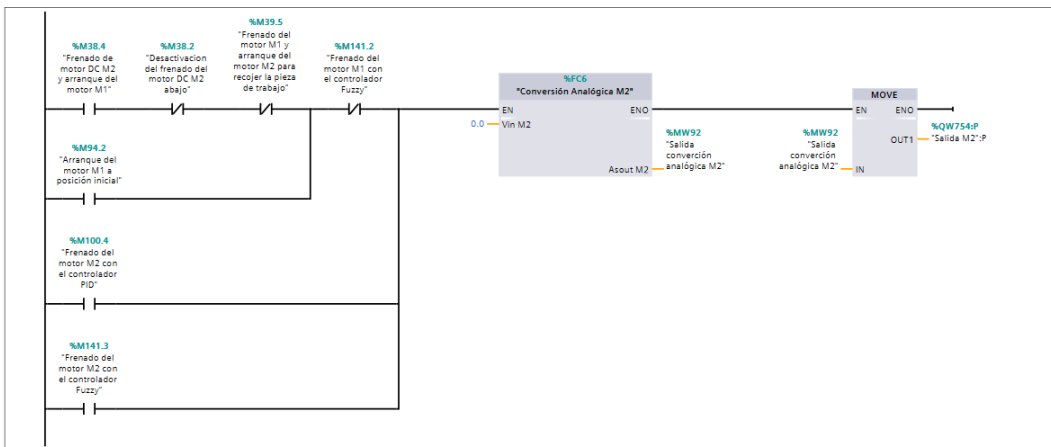 %M38.4
"Frenado de
motor DC M2
y arranque del
motor M1"
%M38.2
"Desactivacion
del frenado del
motor DC M2
abajo"
%M39.5
"Frenado del
motor M1 y
arranque del
motor M2 para
recojer la pieza
de trabajo"
%M141.2
"Frenado del
motor M1 con
el controlador
Fuzzy"
%FC6
"Conversión Analógica M2"
EN
ENO
0.0
Vin M2
Asout M2
%MW92
"Salida
converción
analógica M2"
MOVE
EN
ENO
%MW92
"Salida
converción
analógica M2"
IN
OUT1
%QW754:P
"Salida M2":P
%M94.2
"Arranque del
motor M1 a
posición inicial"
%M100.4
"Frenado del
motor M2 con
el controlador
PID"
%M141.3
"Frenado del
motor M2 con
el controlador
Fuzzy"